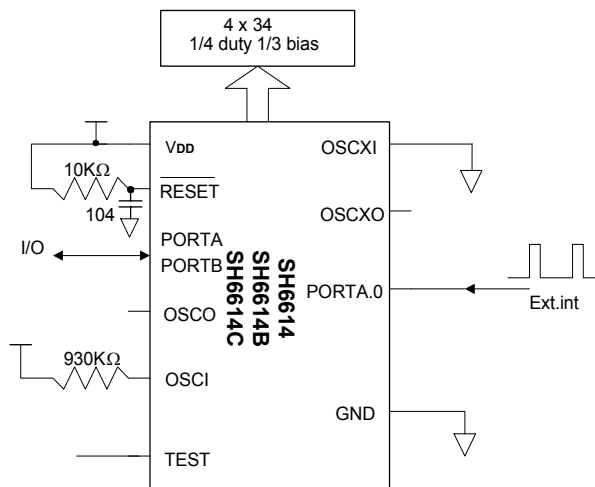 4 x 34
1/4 duty 1/3 bias
VDD
OSCXI
10KΩ
RESET
104
OSCXO
I/O
PORTA
PORTB
SH6614
SH6614B
SH6614C
PORTA.0
Ext.int
OSCO
930KΩ
OSCI
GND
TEST